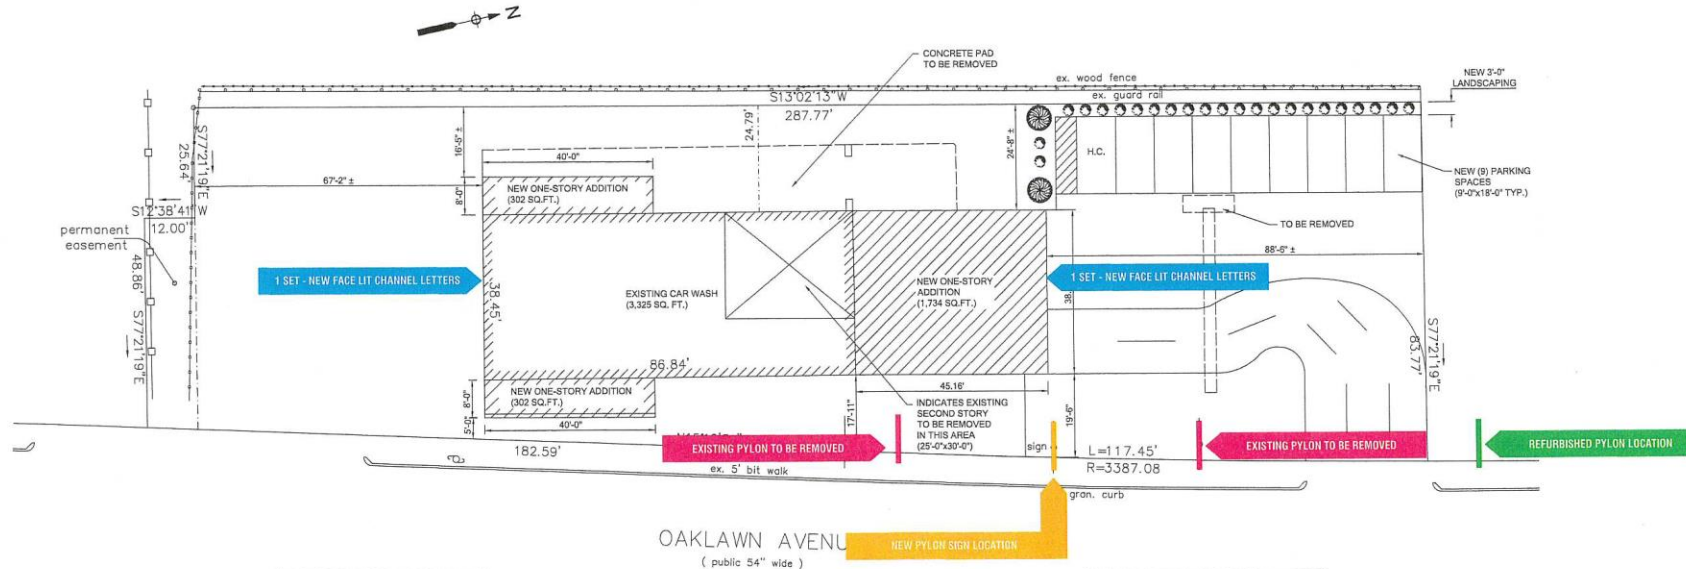 N
CONCRETE PAD
TO BE REMOVED
ex. wood fence
ex. guard rail
NEW 3'-0"
LANDSCAPING
S13°02'13"W
287.77'
S77°21'19"E
25.64'
16'-5" ±
24.79'
24'-8" ±
H.C.
40'-0"
67'-2" ±
8'-0"
NEW ONE-STORY ADDITION
(302 SQ.FT.)
NEW (9) PARKING
SPACES
(9'-0"x18'-0" TYP.)
S12°38'41"W
12.00'
permanent
easement
TO BE REMOVED
88'-6" ±
48.86'
S77°21'19"E
1 SET - NEW FACE LIT CHANNEL LETTERS
38.45'
EXISTING CAR WASH
(3,325 SQ. FT.)
NEW ONE-STORY
ADDITION
(1,734 SQ.FT.)
38.
1 SET - NEW FACE LIT CHANNEL LETTERS
S77°21'19"E
83.77'
86.84'
NEW ONE-STORY ADDITION
(302 SQ.FT.)
8'-0"
5'-0"
40'-0"
45.16'
17'-11"
INDICATES EXISTING
SECOND STORY
TO BE REMOVED
IN THIS AREA
(25'-0"x30'-0")
19'-6"
182.59'
EXISTING PYLON TO BE REMOVED
sign
L=117.45'
R=3387.08
EXISTING PYLON TO BE REMOVED
REFURBISHED PYLON LOCATION
ex. 5' bit walk
gran. curb
OAKLAWN AVENU
NEW PYLON SIGN LOCATION
( public 54" wide )